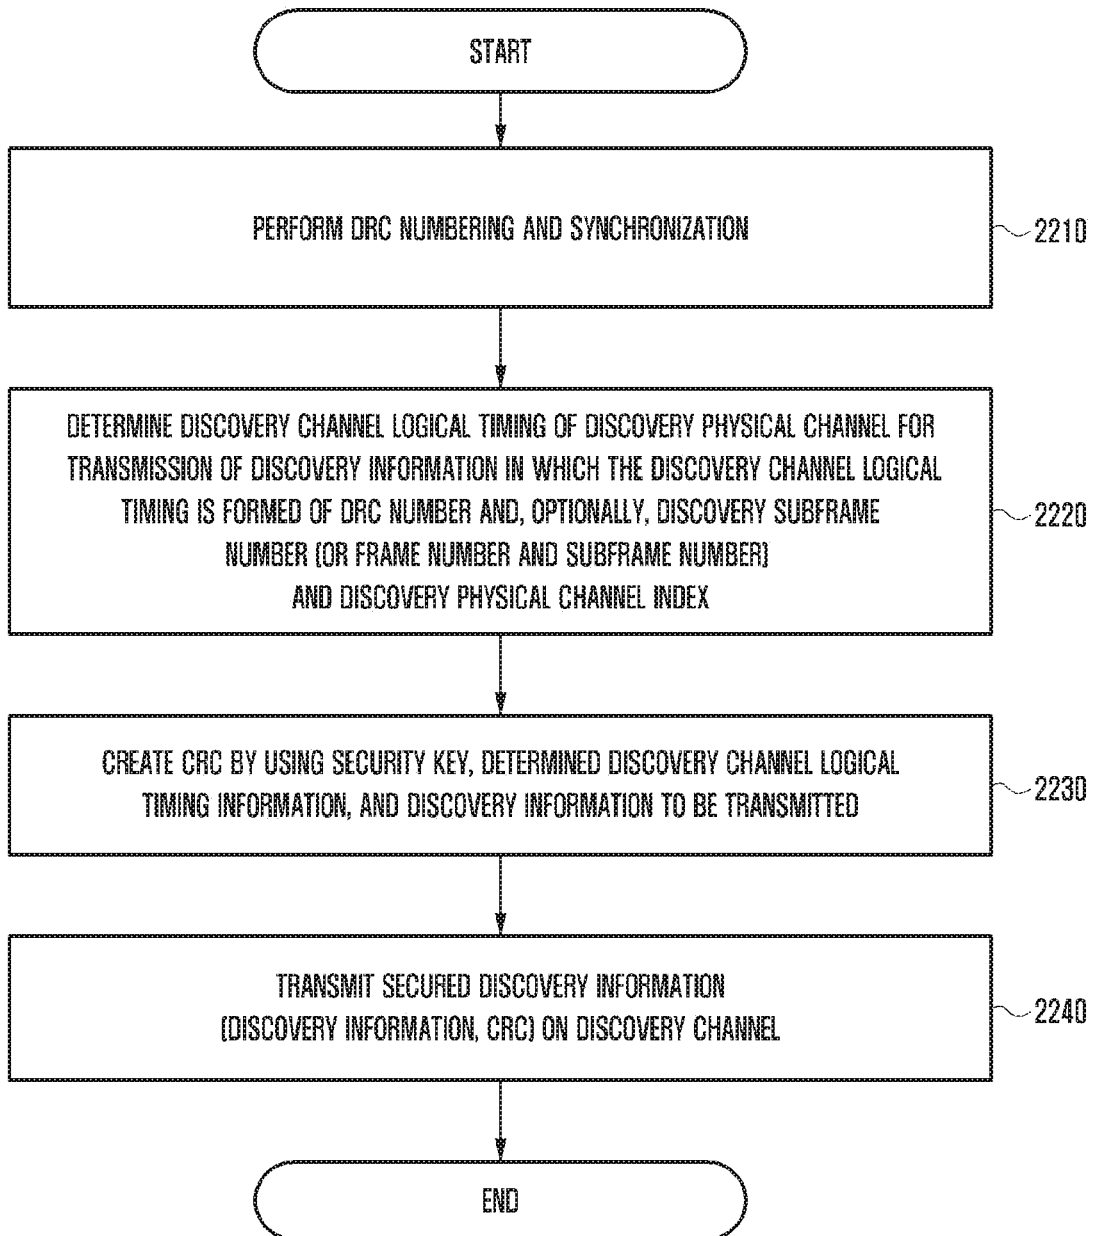 START
PERFORM DRC NUMBERING AND SYNCHRONIZATION
2210
DETERMINE DISCOVERY CHANNEL LOGICAL TIMING OF DISCOVERY PHYSICAL CHANNEL FOR
TRANSMISSION OF DISCOVERY INFORMATION IN WHICH THE DISCOVERY CHANNEL LOGICAL
TIMING IS FORMED OF DRC NUMBER AND, OPTIONALLY, DISCOVERY SUBFRAME
NUMBER (OR FRAME NUMBER AND SUBFRAME NUMBER)
AND DISCOVERY PHYSICAL CHANNEL INDEX
2220
CREATE CRC BY USING SECURITY KEY, DETERMINED DISCOVERY CHANNEL LOGICAL
TIMING INFORMATION, AND DISCOVERY INFORMATION TO BE TRANSMITTED
2230
TRANSMIT SECURED DISCOVERY INFORMATION
(DISCOVERY INFORMATION, CRC) ON DISCOVERY CHANNEL
2240
END